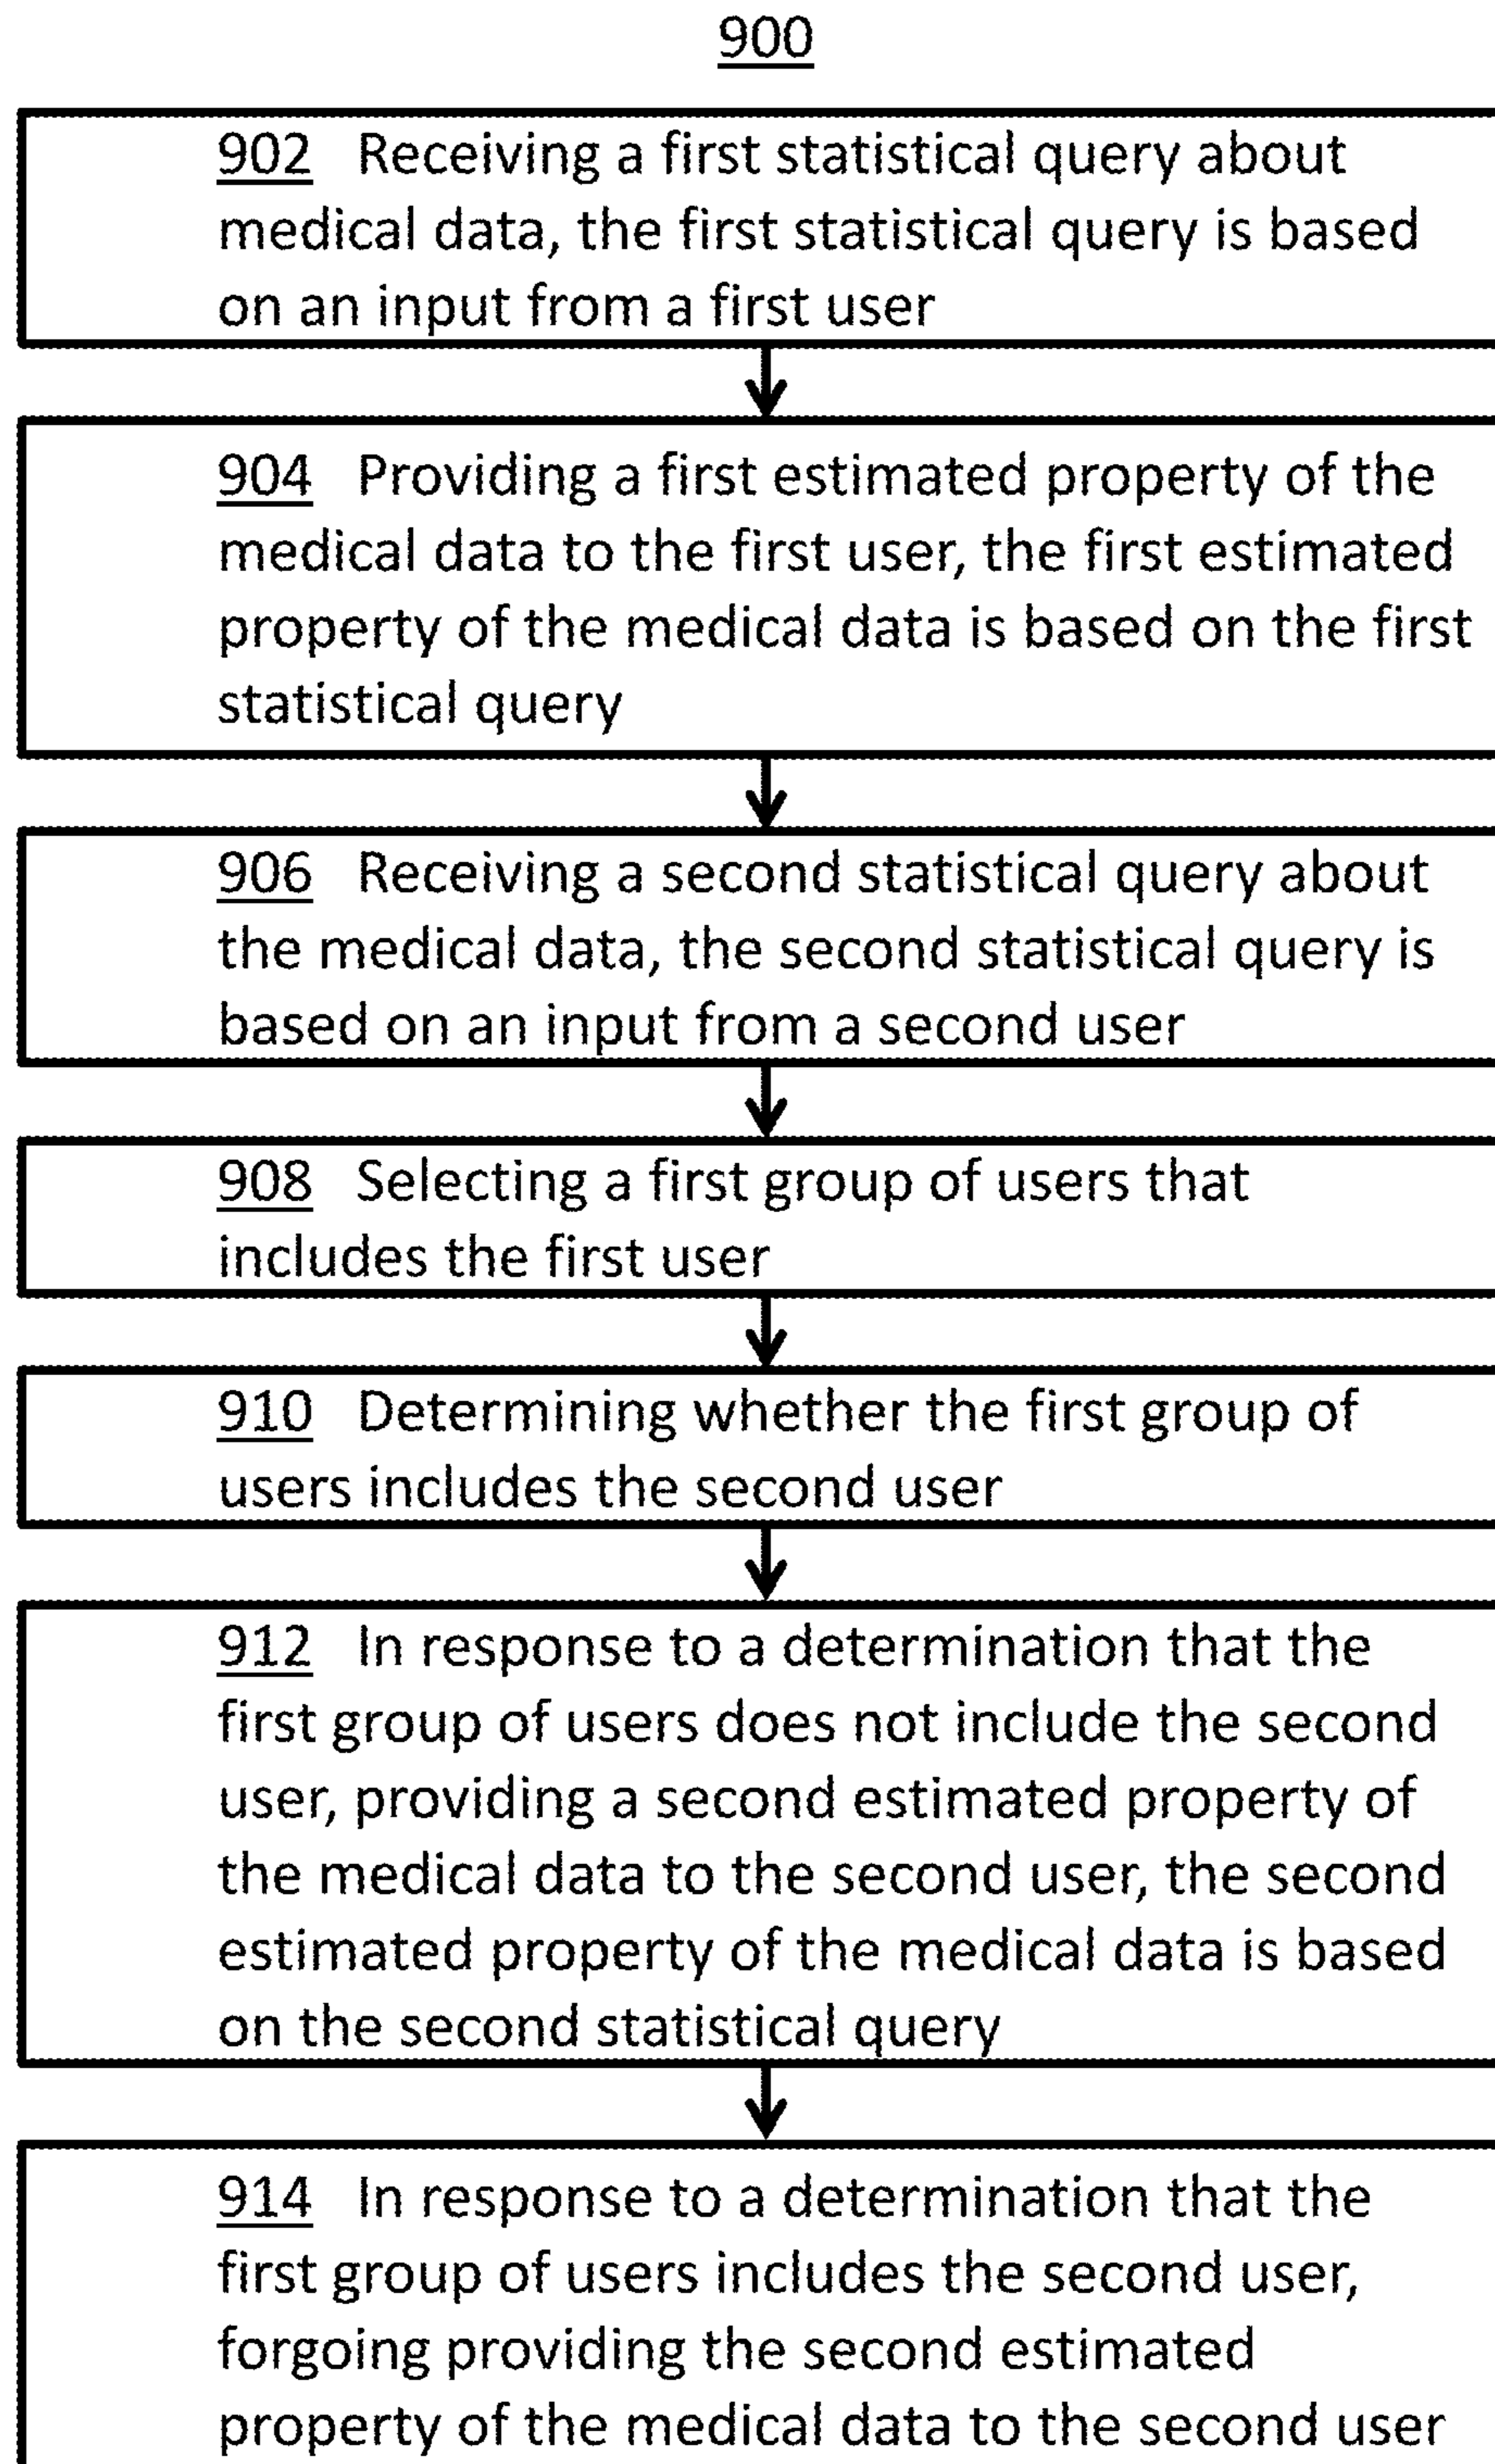 900
902 Receiving a first statistical query about
medical data, the first statistical query is based
on an input from a first user
904 Providing a first estimated property of the
medical data to the first user, the first estimated
property of the medical data is based on the first
statistical query
906 Receiving a second statistical query about
the medical data, the second statistical query is
based on an input from a second user
908 Selecting a first group of users that
includes the first user
910 Determining whether the first group of
users includes the second user
912 In response to a determination that the
first group of users does not include the second
user, providing a second estimated property of
the medical data to the second user, the second
estimated property of the medical data is based
on the second statistical query
914 In response to a determination that the
first group of users includes the second user,
forgoing providing the second estimated
property of the medical data to the second user